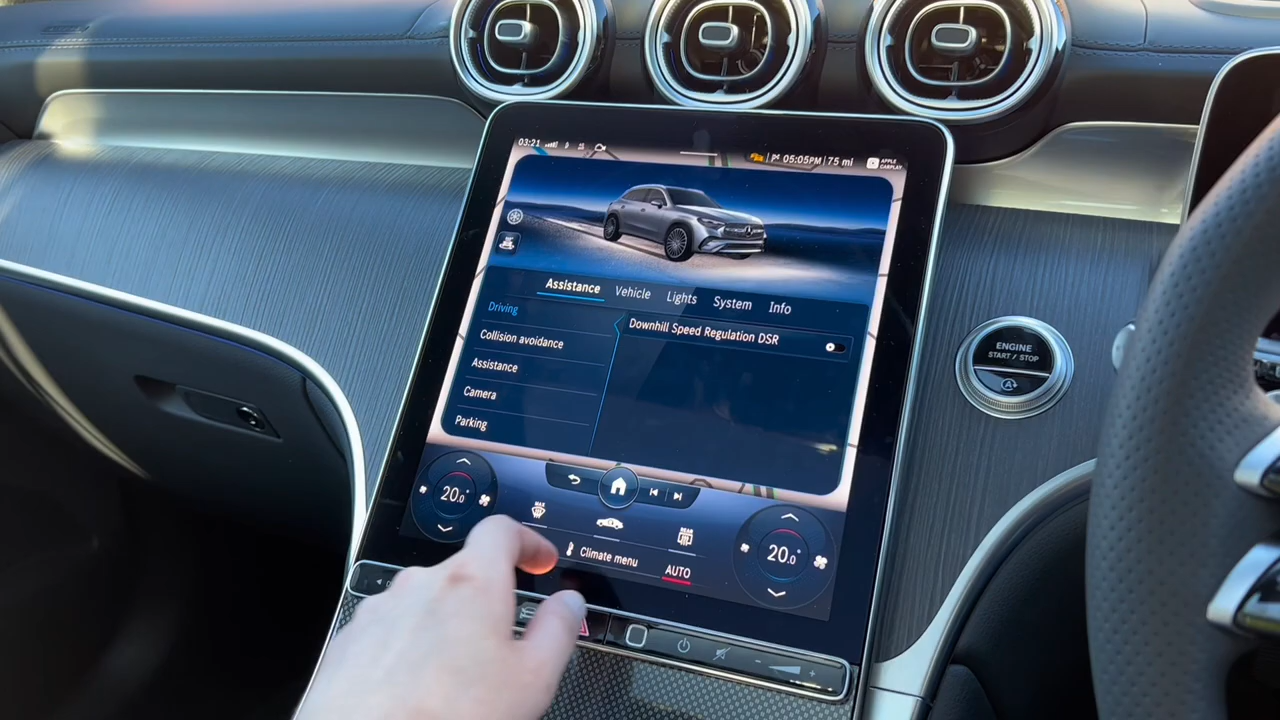 03:21
05:05PM | 75 mi
APPLE
CARPLAY
Assistance Vehicle Lights System Info
Driving
Collision avoidance
Assistance
Camera
Parking
Downhill Speed Regulation DSR
20.0
MAX
REAR
20.0
Climate menu
AUTO
ENGINE
START / STOP
A